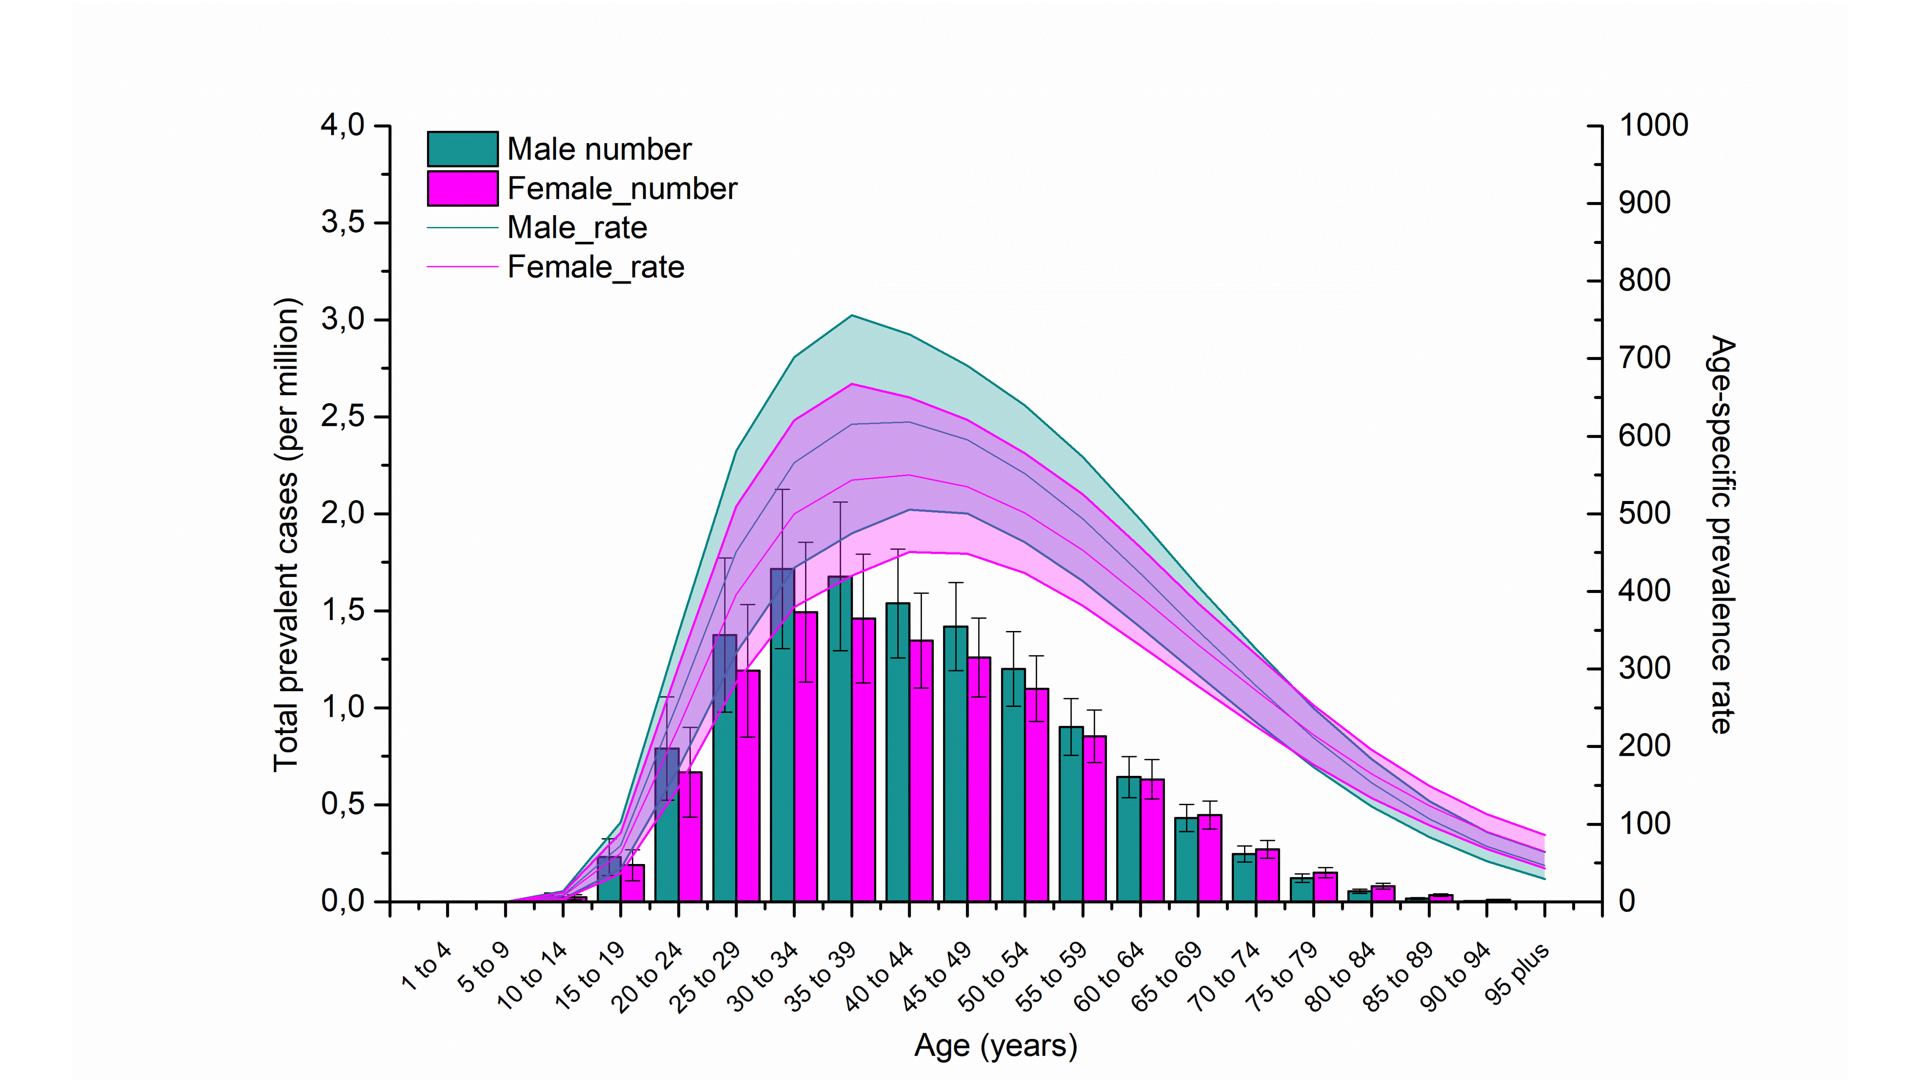 Male number
Female_number
Male_rate
Female_rate
Total prevalent cases (per million)
4,0
3,5
3,0
2,5
2,0
1,5
1,0
0,5
0,0
1000
900
800
700
600
500
400
300
200
100
0
Age-specific prevalence rate
1 to 4
5 to 9
10 to 14
15 to 19
20 to 24
25 to 29
30 to 34
35 to 39
40 to 44
45 to 49
50 to 54
55 to 59
60 to 64
65 to 69
70 to 74
75 to 79
80 to 84
85 to 89
90 to 94
95 plus
Age (years)